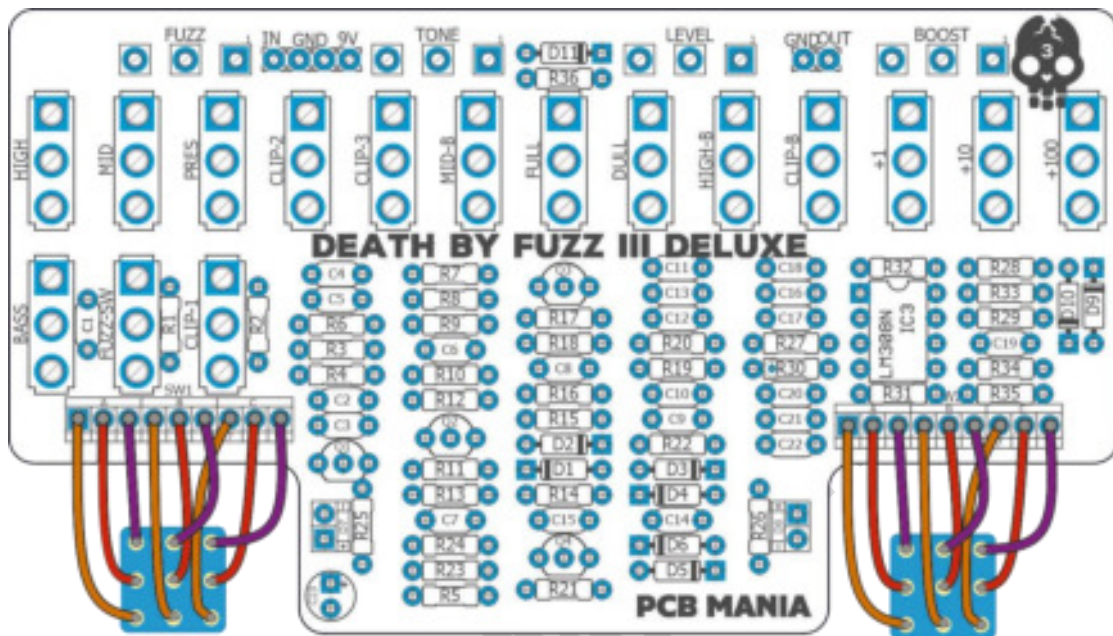 FUZZ IN GND 9V TONE D11 LEVEL GND OUT BOOST 3
R36
HIGH MID PRES CLIP-2 CLIP-3 MID-B FULL DULL HIGH-B CLIP-B +1 +10 +100
DEATH BY FUZZ III DELUXE
BASS C1 FUZZ-SW R1 CLIP-1 R2
C4 R7 C11 C18 R32 R28
C5 R8 C13 C16 R33 D10 D9
R6 R9 R17 C12 C17 LM308N IC3 R29
R3 C6 R18 R20 R27 C19
R4 R10 C8 R19 R30 R34
SW1 C2 R12 R16 C10 C20 R31 R35
C3 Q2 R15 C9 C21
D2 R22 C22
R11 D1 D3
R13 R14 D4
R25 C7 C15 C14 R26
R24 Q4 D6
R23 D5
R5 R21
PCB MANIA